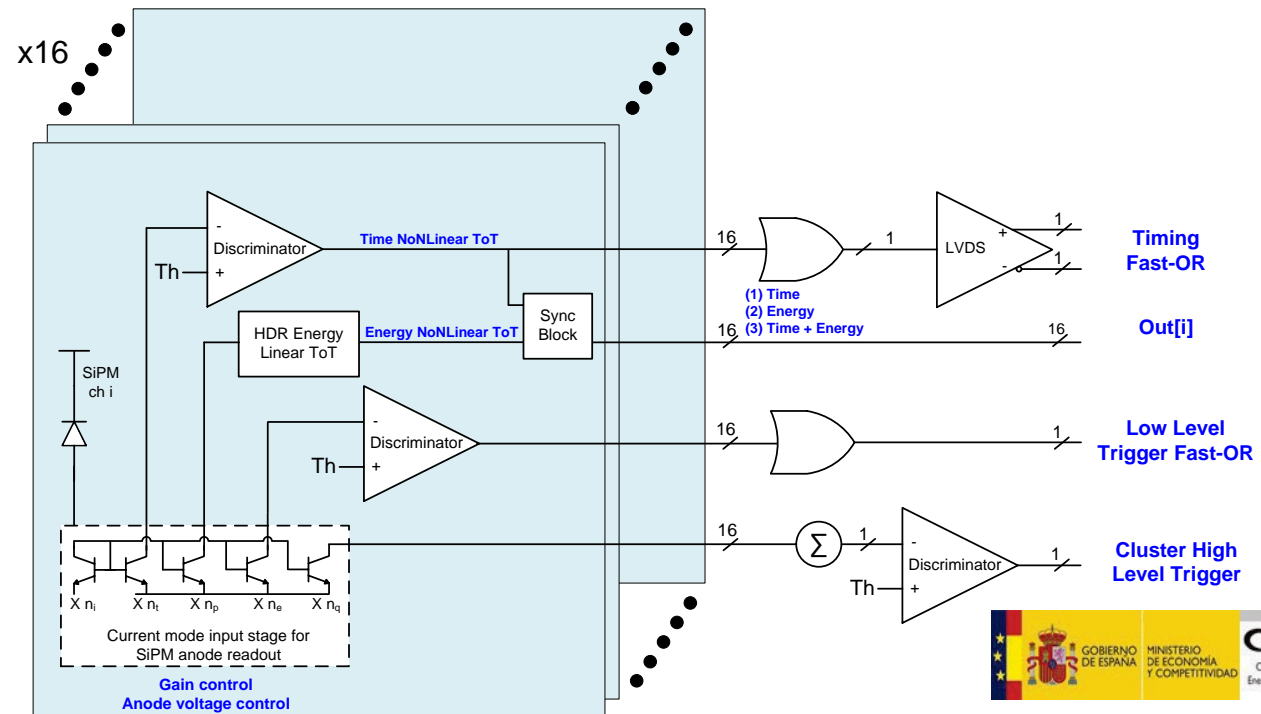 x16
-
Discriminator
Th
+
Time NoNLinear ToT
16
1
LVDS
+
-
1
1
Timing
Fast-OR
(1) Time
(2) Energy
(3) Time + Energy
HDR Energy
Linear ToT
Energy NoNLinear ToT
Sync
Block
16
16
Out[i]
SiPM
ch i
-
Discriminator
Th
+
16
1
Low Level
Trigger Fast-OR
16
Σ
1
-
Discriminator
Th
+
1
Cluster High
Level Trigger
X ni
X nt
X np
X ne
X nq
Current mode input stage for
SiPM anode readout
Gain control
Anode voltage control
GOBIERNO
DE ESPAÑA
MINISTERIO
DE ECONOMÍA
Y COMPETITIVIDAD